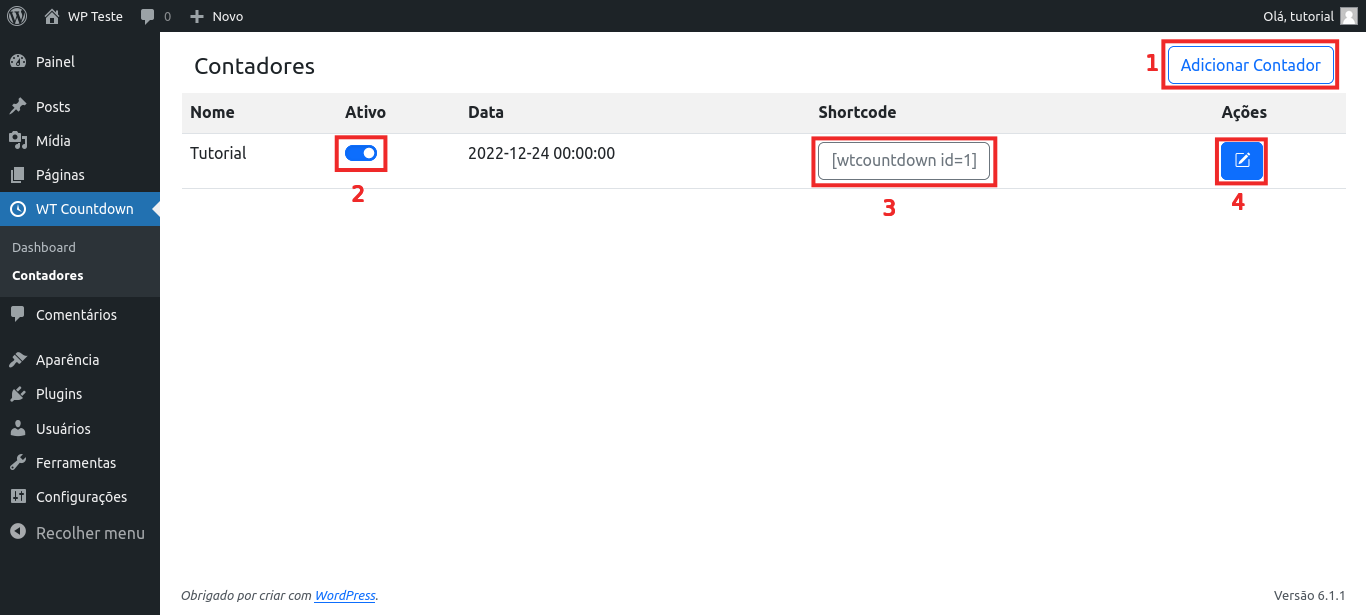 WP Teste 0 Novo Olá, tutorial
Painel
Posts
Mídia
Páginas
WT Countdown
Dashboard
Contadores
Comentários
Aparência
Plugins
Usuários
Ferramentas
Configurações
Recolher menu
Contadores 1 Adicionar Contador
Nome Ativo Data Shortcode Ações
Tutorial 2022-12-24 00:00:00 [wtcountdown id=1]
2 3 4
Obrigado por criar com WordPress. Versão 6.1.1